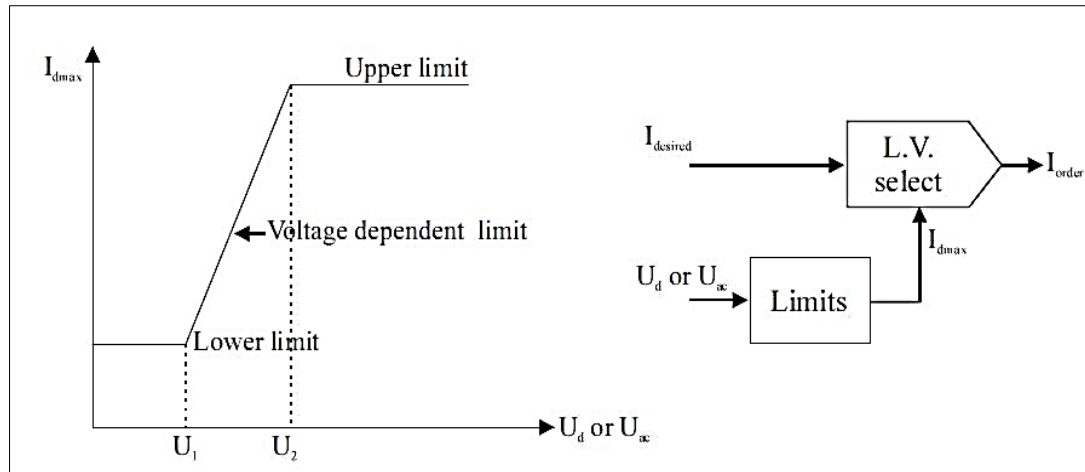 I_dmax
Upper limit
Voltage dependent limit
Lower limit
U_1
U_2
U_d or U_ac
I_desired
L.V.
select
I_order
I_dmax
U_d or U_ac
Limits